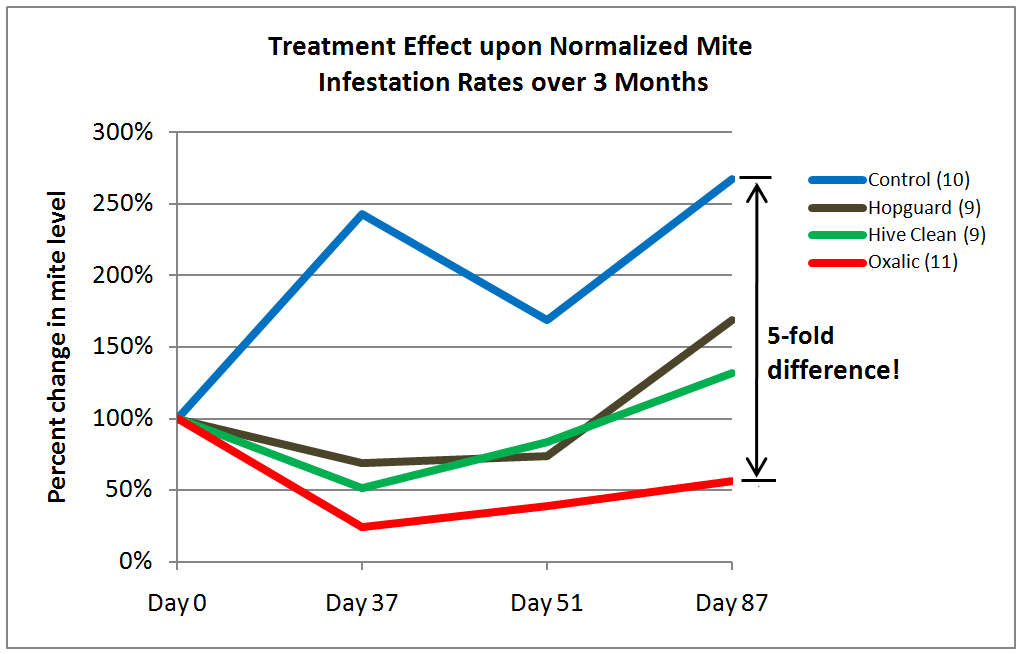 Treatment Effect upon Normalized Mite
Infestation Rates over 3 Months
Percent change in mite level
300%
250%
200%
150%
100%
50%
0%
Day 0
Day 37
Day 51
Day 87
Control (10)
Hopguard (9)
Hive Clean (9)
Oxalic (11)
5-fold
difference!